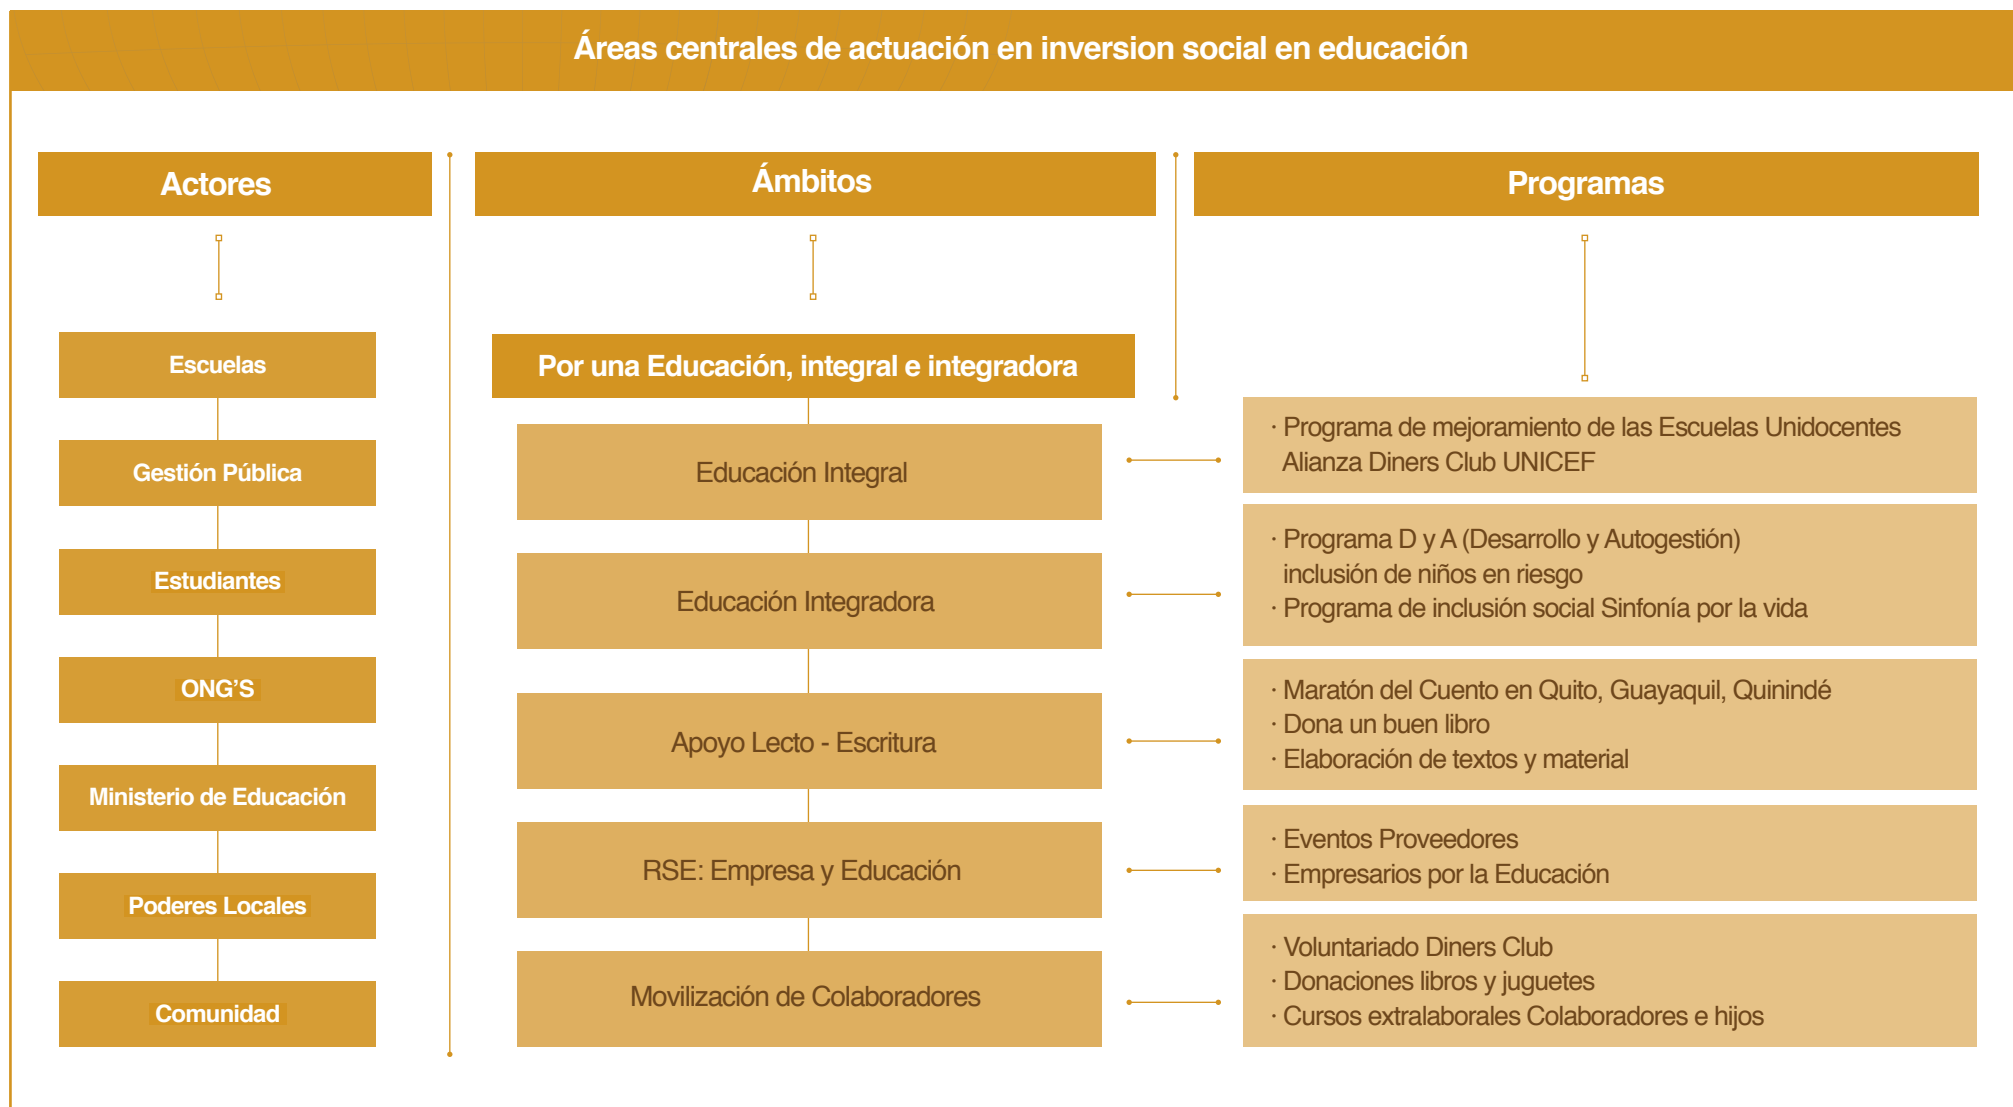 Áreas centrales de actuación en inversion social en educación
Actores
Escuelas
Gestión Pública
Estudiantes
ONG’S
Ministerio de Educación
Poderes Locales
Comunidad
Ámbitos
Por una Educación, integral e integradora
Educación Integral
Educación Integradora
Apoyo Lecto - Escritura
RSE: Empresa y Educación
Movilización de Colaboradores
Programas
· Programa de mejoramiento de las Escuelas Unidocentes
Alianza Diners Club UNICEF
· Programa D y A (Desarrollo y Autogestión)
inclusión de niños en riesgo
· Programa de inclusión social Sinfonía por la vida
· Maratón del Cuento en Quito, Guayaquil, Quinindé
· Dona un buen libro
· Elaboración de textos y material
· Eventos Proveedores
· Empresarios por la Educación
· Voluntariado Diners Club
· Donaciones libros y juguetes
· Cursos extralaborales Colaboradores e hijos